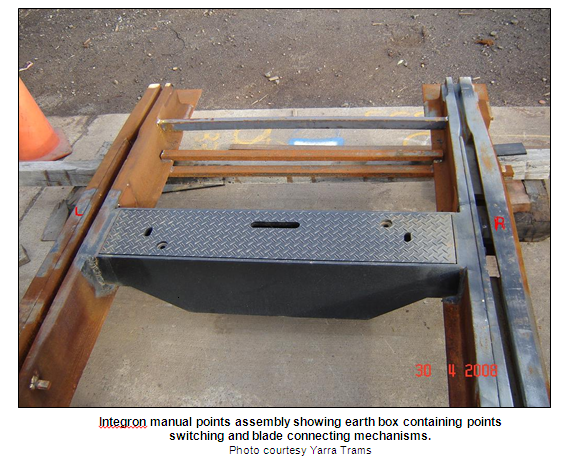 L
R
30 4 2008
Integron manual points assembly showing earth box containing points
switching and blade connecting mechanisms.
Photo courtesy Yarra Trams